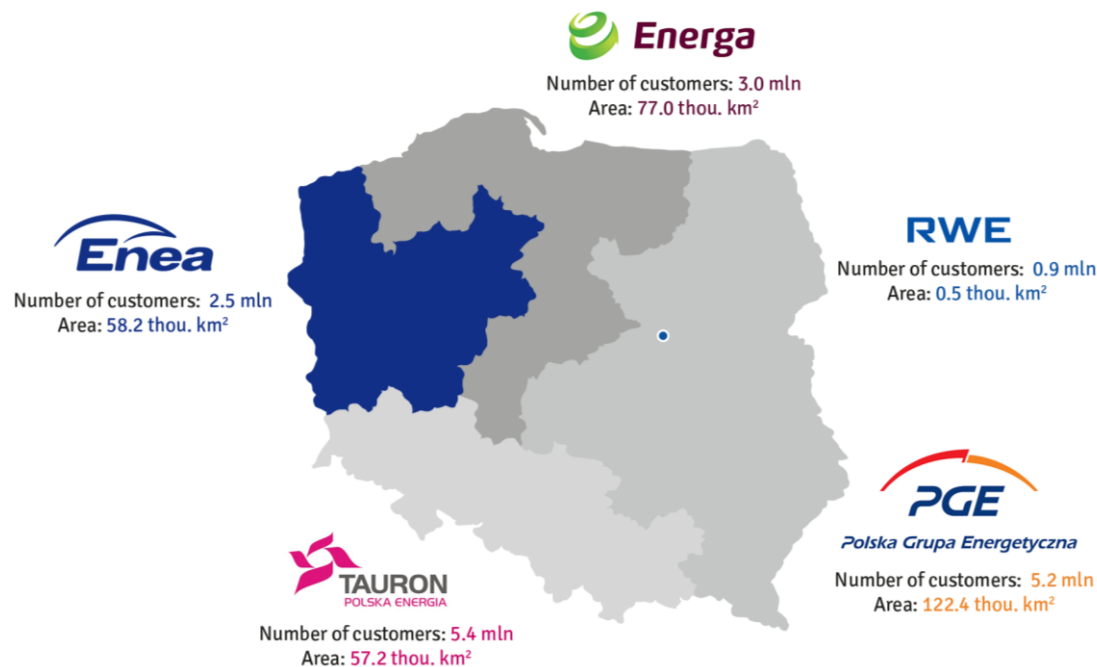 Energa
Number of customers: 3.0 mln
Area: 77.0 thou. km²
Enea
Number of customers: 2.5 mln
Area: 58.2 thou. km²
RWE
Number of customers: 0.9 mln
Area: 0.5 thou. km²
PGE
Polska Grupa Energetyczna
Number of customers: 5.2 mln
Area: 122.4 thou. km²
TAURON
POLSKA ENERGIA
Number of customers: 5.4 mln
Area: 57.2 thou. km²